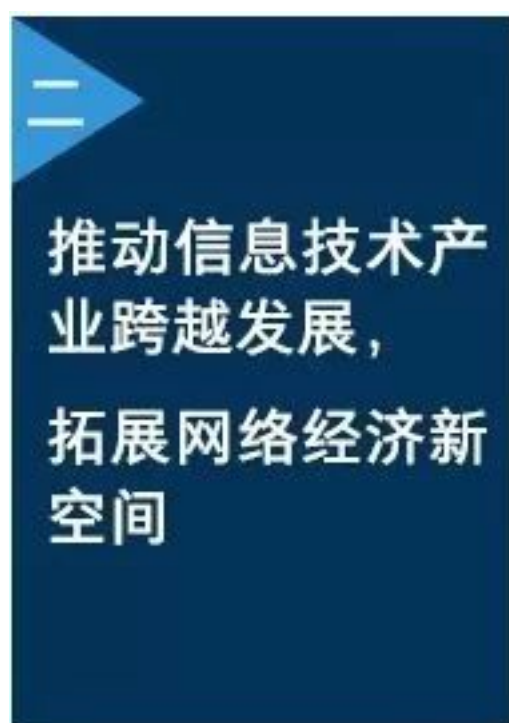 二
推动信息技术产
业跨越发展，
拓展网络经济新
空间